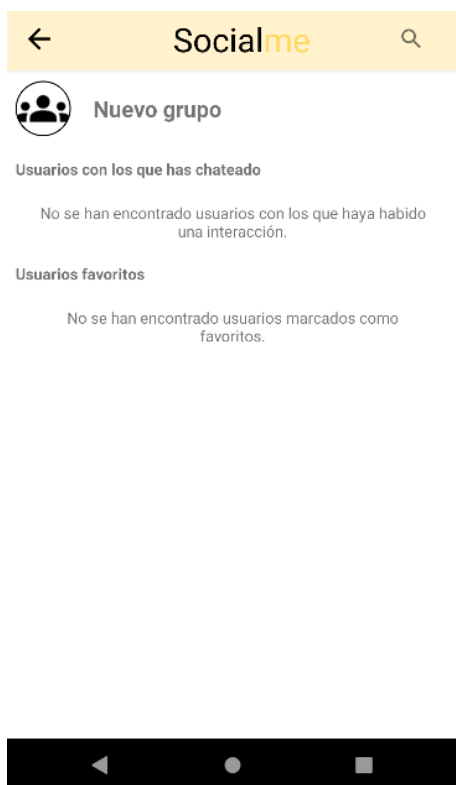 Socialme
Nuevo grupo
Usuarios con los que has chateado
No se han encontrado usuarios con los que haya habido
una interacción.
Usuarios favoritos
No se han encontrado usuarios marcados como
favoritos.